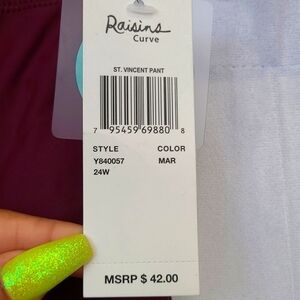 Raisins
Curve
ST. VINCENT PANT
7 95459 69880 8
STYLE COLOR
Y840057 MAR
24W
MSRP $ 42.00